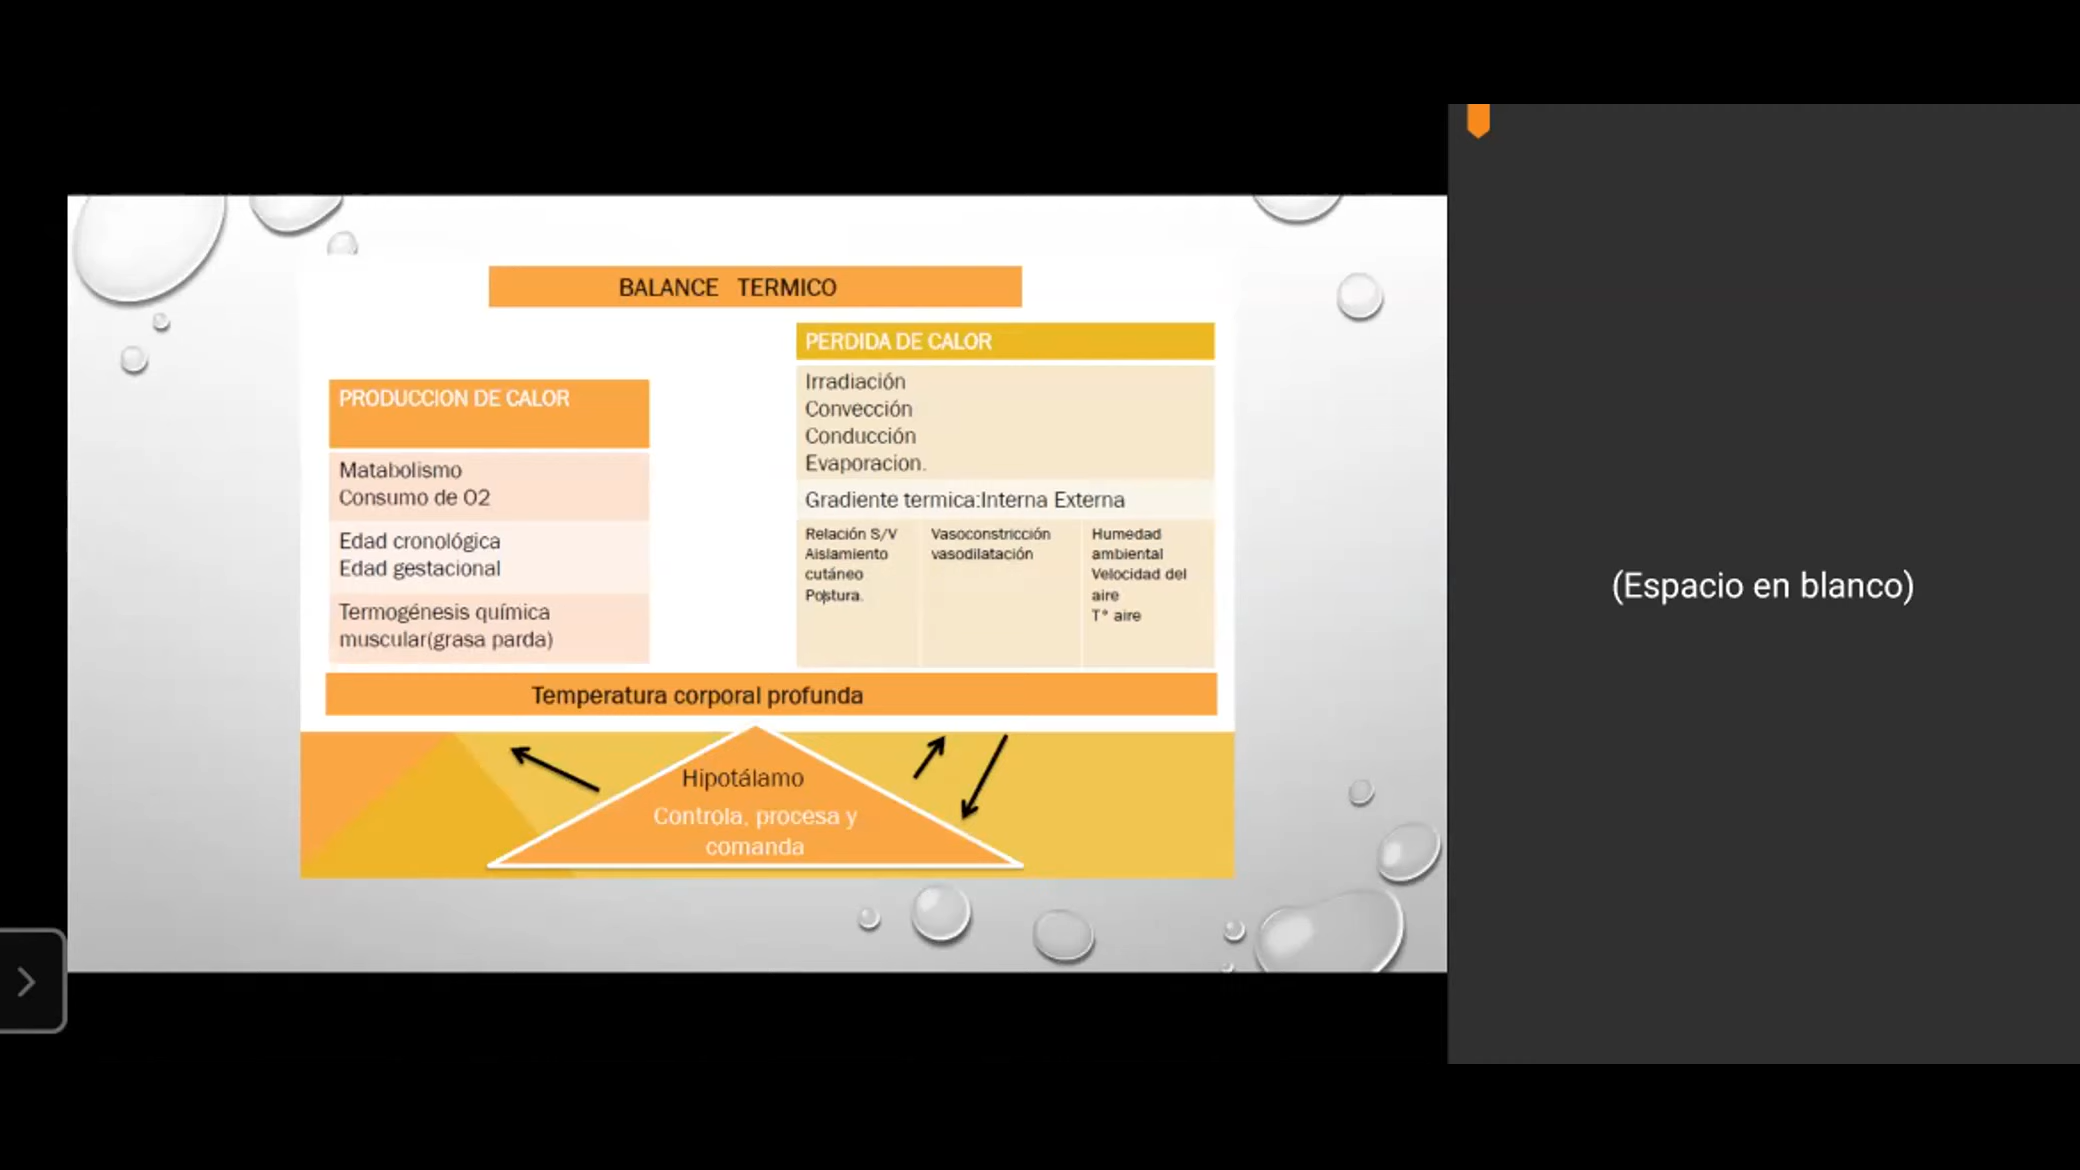 BALANCE TERMICO
PERDIDA DE CALOR
Irradiación
Convección
Conducción
Evaporacion.
Gradiente termica:Interna Externa
Relación S/V
Aislamiento
cutáneo
Postura.
Vasoconstricción
vasodilatación
Humedad
ambiental
Velocidad del
aire
T° aire
PRODUCCION DE CALOR
Matabolismo
Consumo de O2
Edad cronológica
Edad gestacional
Termogénesis química
muscular(grasa parda)
Temperatura corporal profunda
Hipotálamo
Controla, procesa y
comanda
(Espacio en blanco)